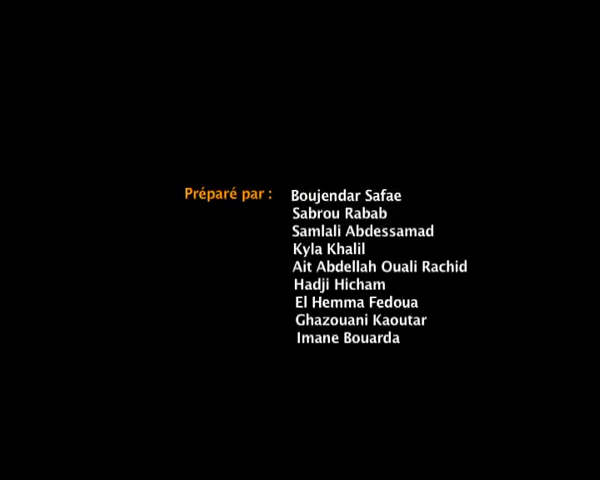 Préparé par : Boujendar Safae
Sabrou Rabab
Samlali Abdessamad
Kyla Khalil
Ait Abdellah Ouali Rachid
Hadji Hicham
El Hemma Fedoua
Ghazouani Kaoutar
Imane Bouarda